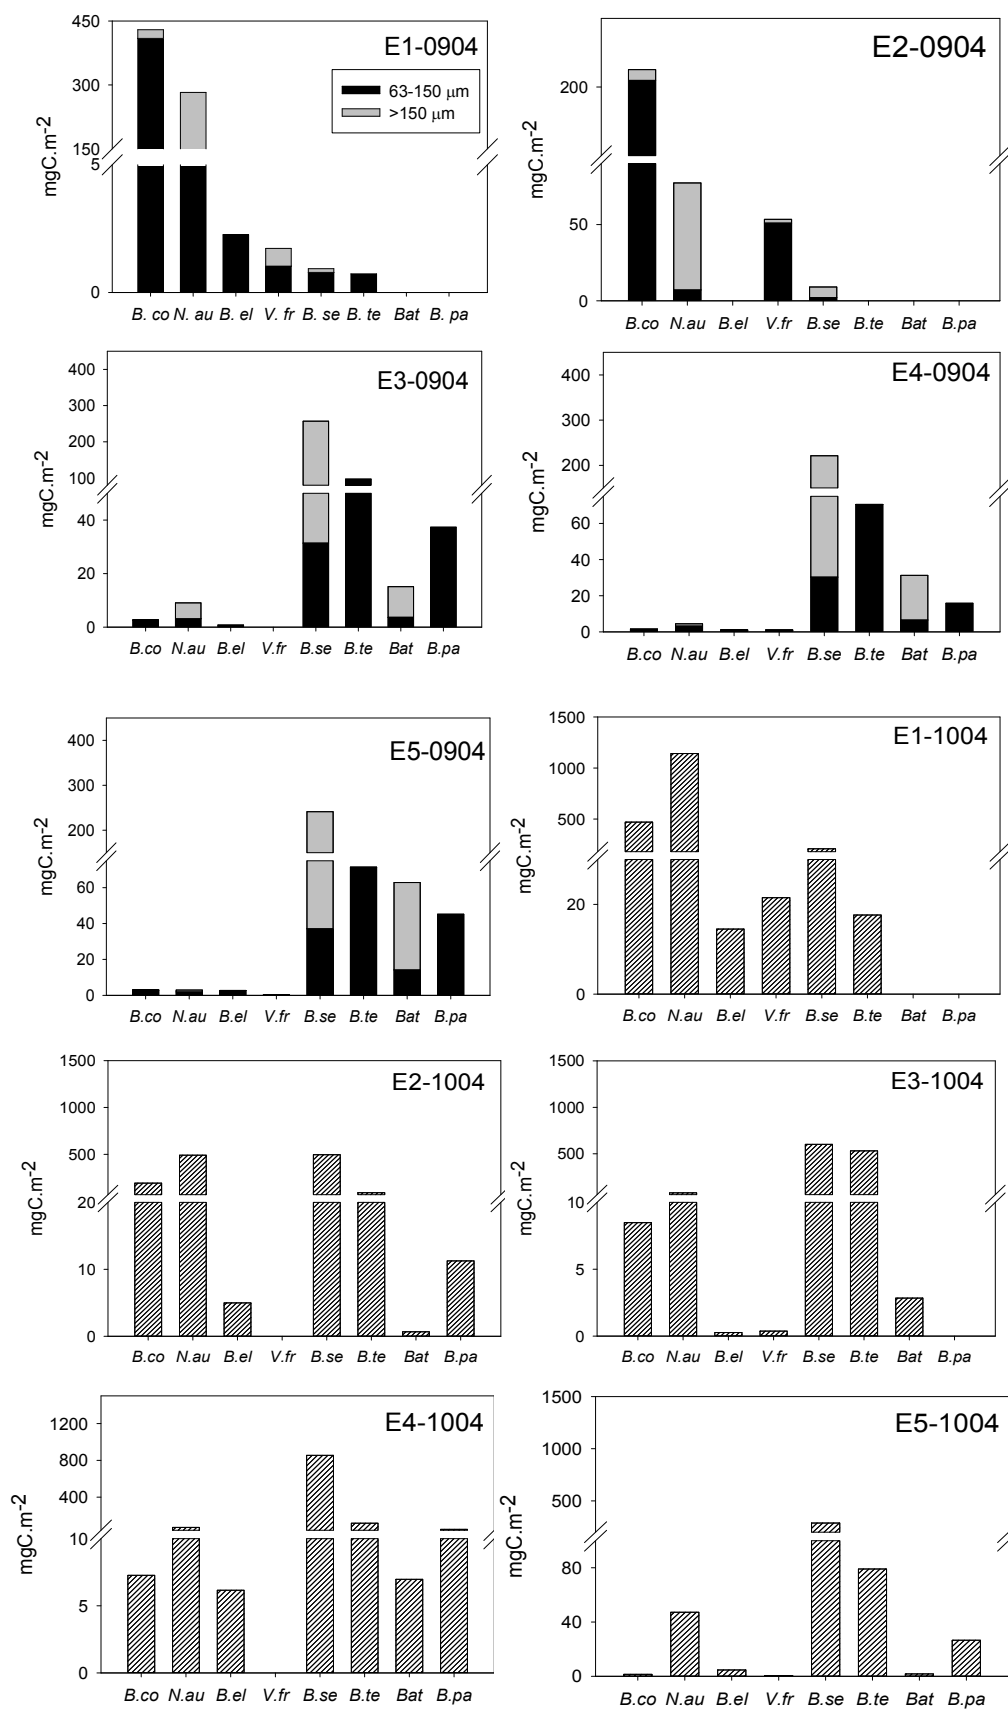 E1-0904
63-150 μm
>150 μm
mgC.m-2
450
300
150
5
0
B. co N. au B. el V. fr B. se B. te Bat B. pa
E2-0904
mgC.m-2
200
50
0
B.co N.au B.el V.fr B.se B.te Bat B.pa
E3-0904
mgC.m-2
400
300
200
100
40
20
0
B.co N.au B.el V.fr B.se B.te Bat B.pa
E4-0904
mgC.m-2
400
300
200
60
40
20
0
B.co N.au B.el V.fr B.se B.te Bat B.pa
E5-0904
mgC.m-2
400
300
200
60
40
20
0
B.co N.au B.el V.fr B.se B.te Bat B.pa
E1-1004
mgC.m-2
1500
1000
500
20
0
B.co N.au B.el V.fr B.se B.te Bat B.pa
E2-1004
mgC.m-2
1500
1000
500
20
10
0
B.co N.au B.el V.fr B.se B.te Bat B.pa
E3-1004
mgC.m-2
1500
1000
500
10
5
0
B.co N.au B.el V.fr B.se B.te Bat B.pa
E4-1004
mgC.m-2
1200
800
400
10
5
0
B.co N.au B.el V.fr B.se B.te Bat B.pa
E5-1004
mgC.m-2
1500
1000
500
80
40
0
B.co N.au B.el V.fr B.se B.te Bat B.pa